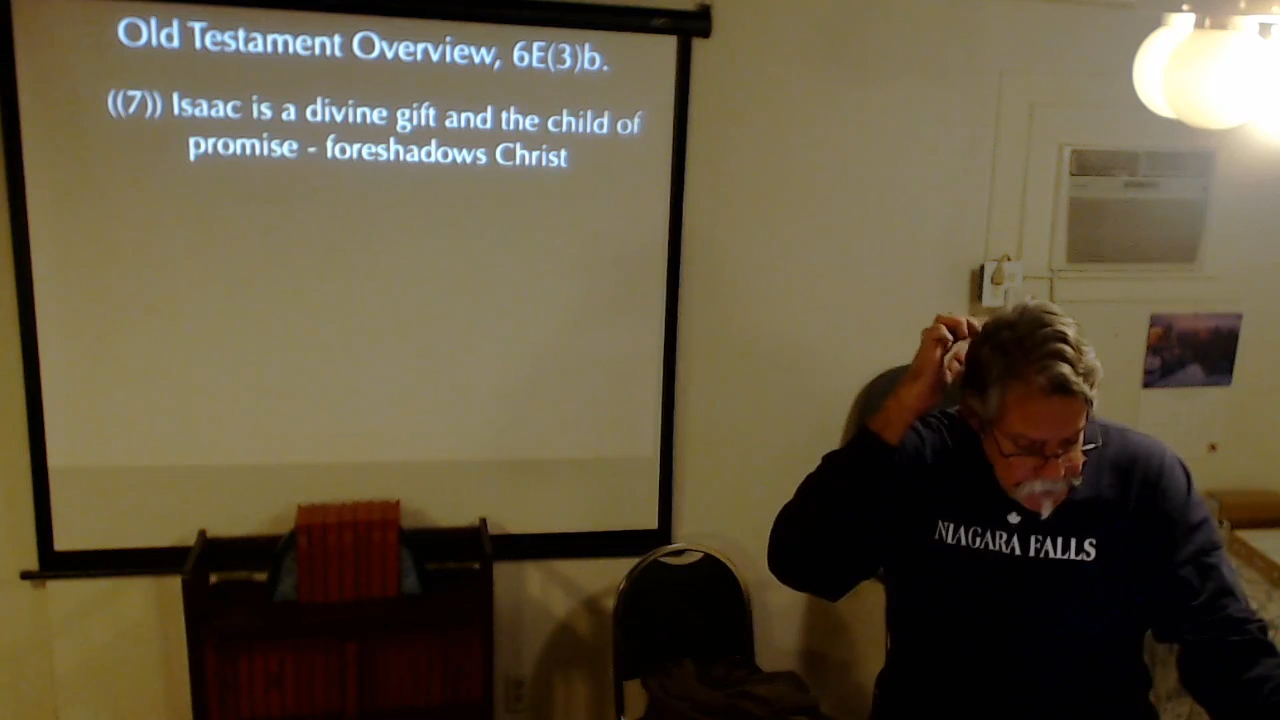 Old Testament Overview, 6E(3)b.
((7)) Isaac is a divine gift and the child of
promise - foreshadows Christ
NIAGARA FALLS